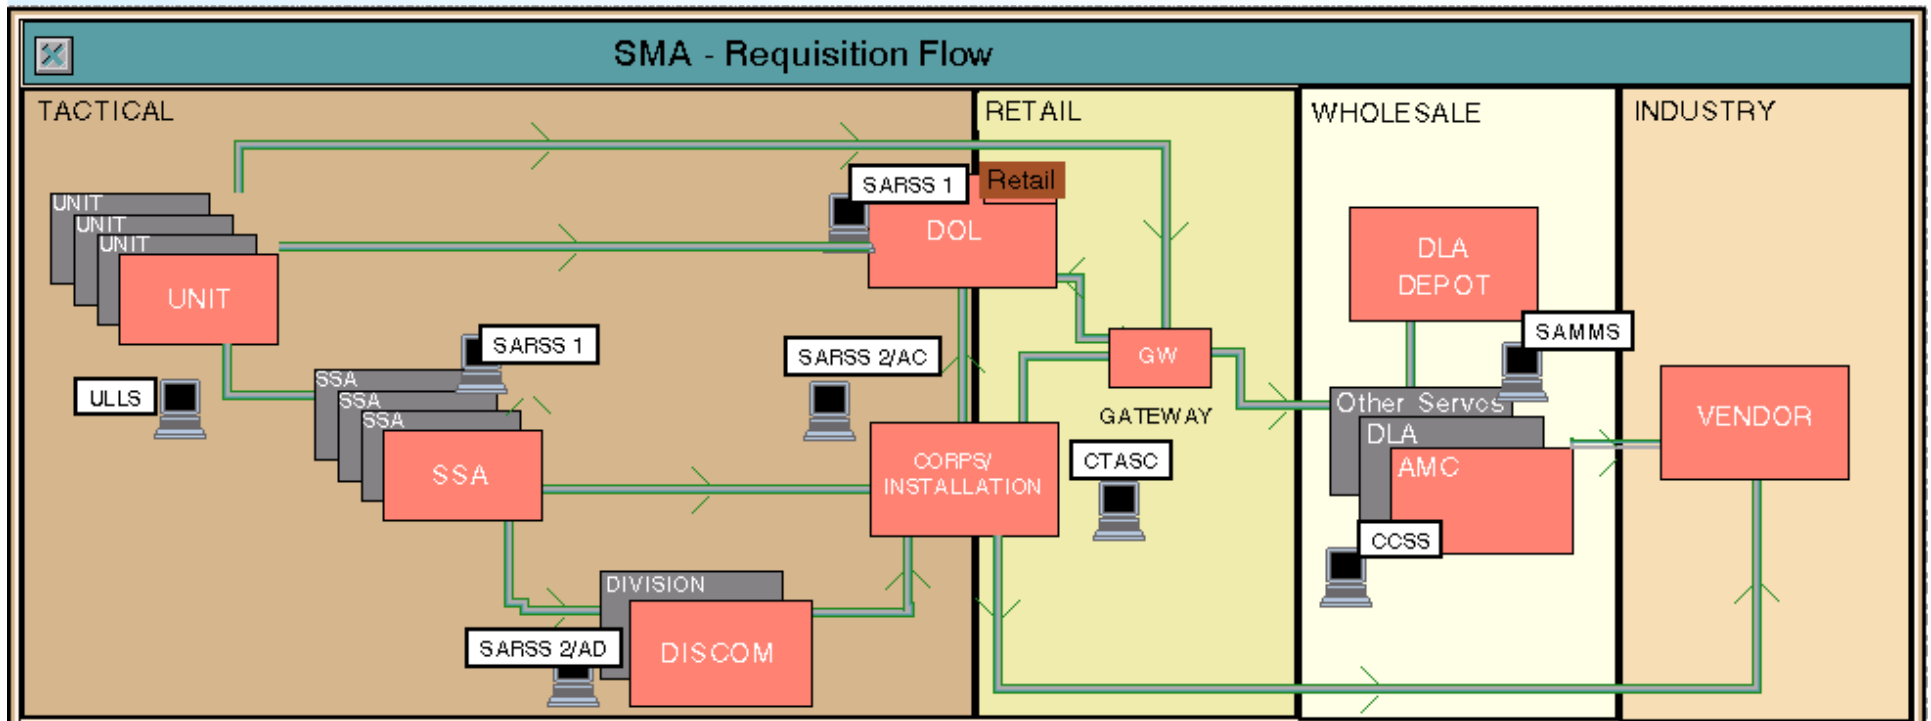 SMA - Requisition Flow
TACTICAL
RETAIL
WHOLESALE
INDUSTRY
UNIT
UNIT
UNIT
UNIT
ULLS
SARSS 1
SSA
SSA
SSA
SSA
SARSS 1
Retail
DOL
SARSS 2/AC
CORPS/
INSTALLATION
DIVISION
DISCOM
SARSS 2/AD
GW
GATEWAY
CTASC
DLA
DEPOT
SAMMS
Other Servcs
DLA
AMC
CCSS
VENDOR